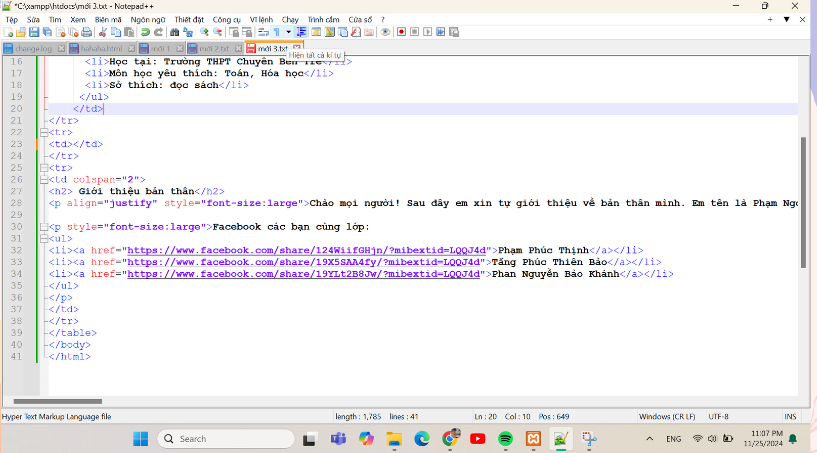 *C:\xampp\htdocs\mới 3.txt - Notepad++
Tệp Sửa Tìm Xem Biên mã Ngôn ngữ Thiết đặt Công cụ Vĩ lệnh Chạy Trình cắm Cửa sổ ?
change.log hahaha.html mới 1 mới 2.txt mới 3.txt
Hiện tất cả kí tự
16 <li>Học tại: Trường THPT Chuyên Bến Tre</li>
17 <li>Môn học yêu thích: Toán, Hóa học</li>
18 <li>Sở thích: đọc sách</li>
19 </ul>
20 </td>
21 </tr>
22 <tr>
23 <td></td>
24 </tr>
25 <tr>
26 <td colspan="2">
27 <h2> Giới thiệu bản thân</h2>
28 <p align="justify" style="font-size:large">Chào mọi người! Sau đây em xin tự giới thiệu về bản thân mình. Em tên là Phạm Ngọ
29
30 <p style="font-size:large">Facebook các bạn cùng lớp:
31 <ul>
32 <li><a href="https://www.facebook.com/share/124WiifGHjn/?mibextid=LQQJ4d">Phạm Phúc Thịnh</a></li>
33 <li><a href="https://www.facebook.com/share/19X5SAA4fy/?mibextid=LQQJ4d">Tăng Phúc Thiên Bảo</a></li>
34 <li><a href="https://www.facebook.com/share/19YLt2B8Jw/?mibextid=LQQJ4d">Phan Nguyễn Bảo Khánh</a></li>
35 </ul>
36 </p>
37 </td>
38 </tr>
39 </table>
40 </body>
41 </html>
Hyper Text Markup Language file length : 1,785 lines : 41 Ln : 20 Col : 10 Pos : 649 Windows (CR LF) UTF-8 INS
Search ENG 11:07 PM
11/25/2024